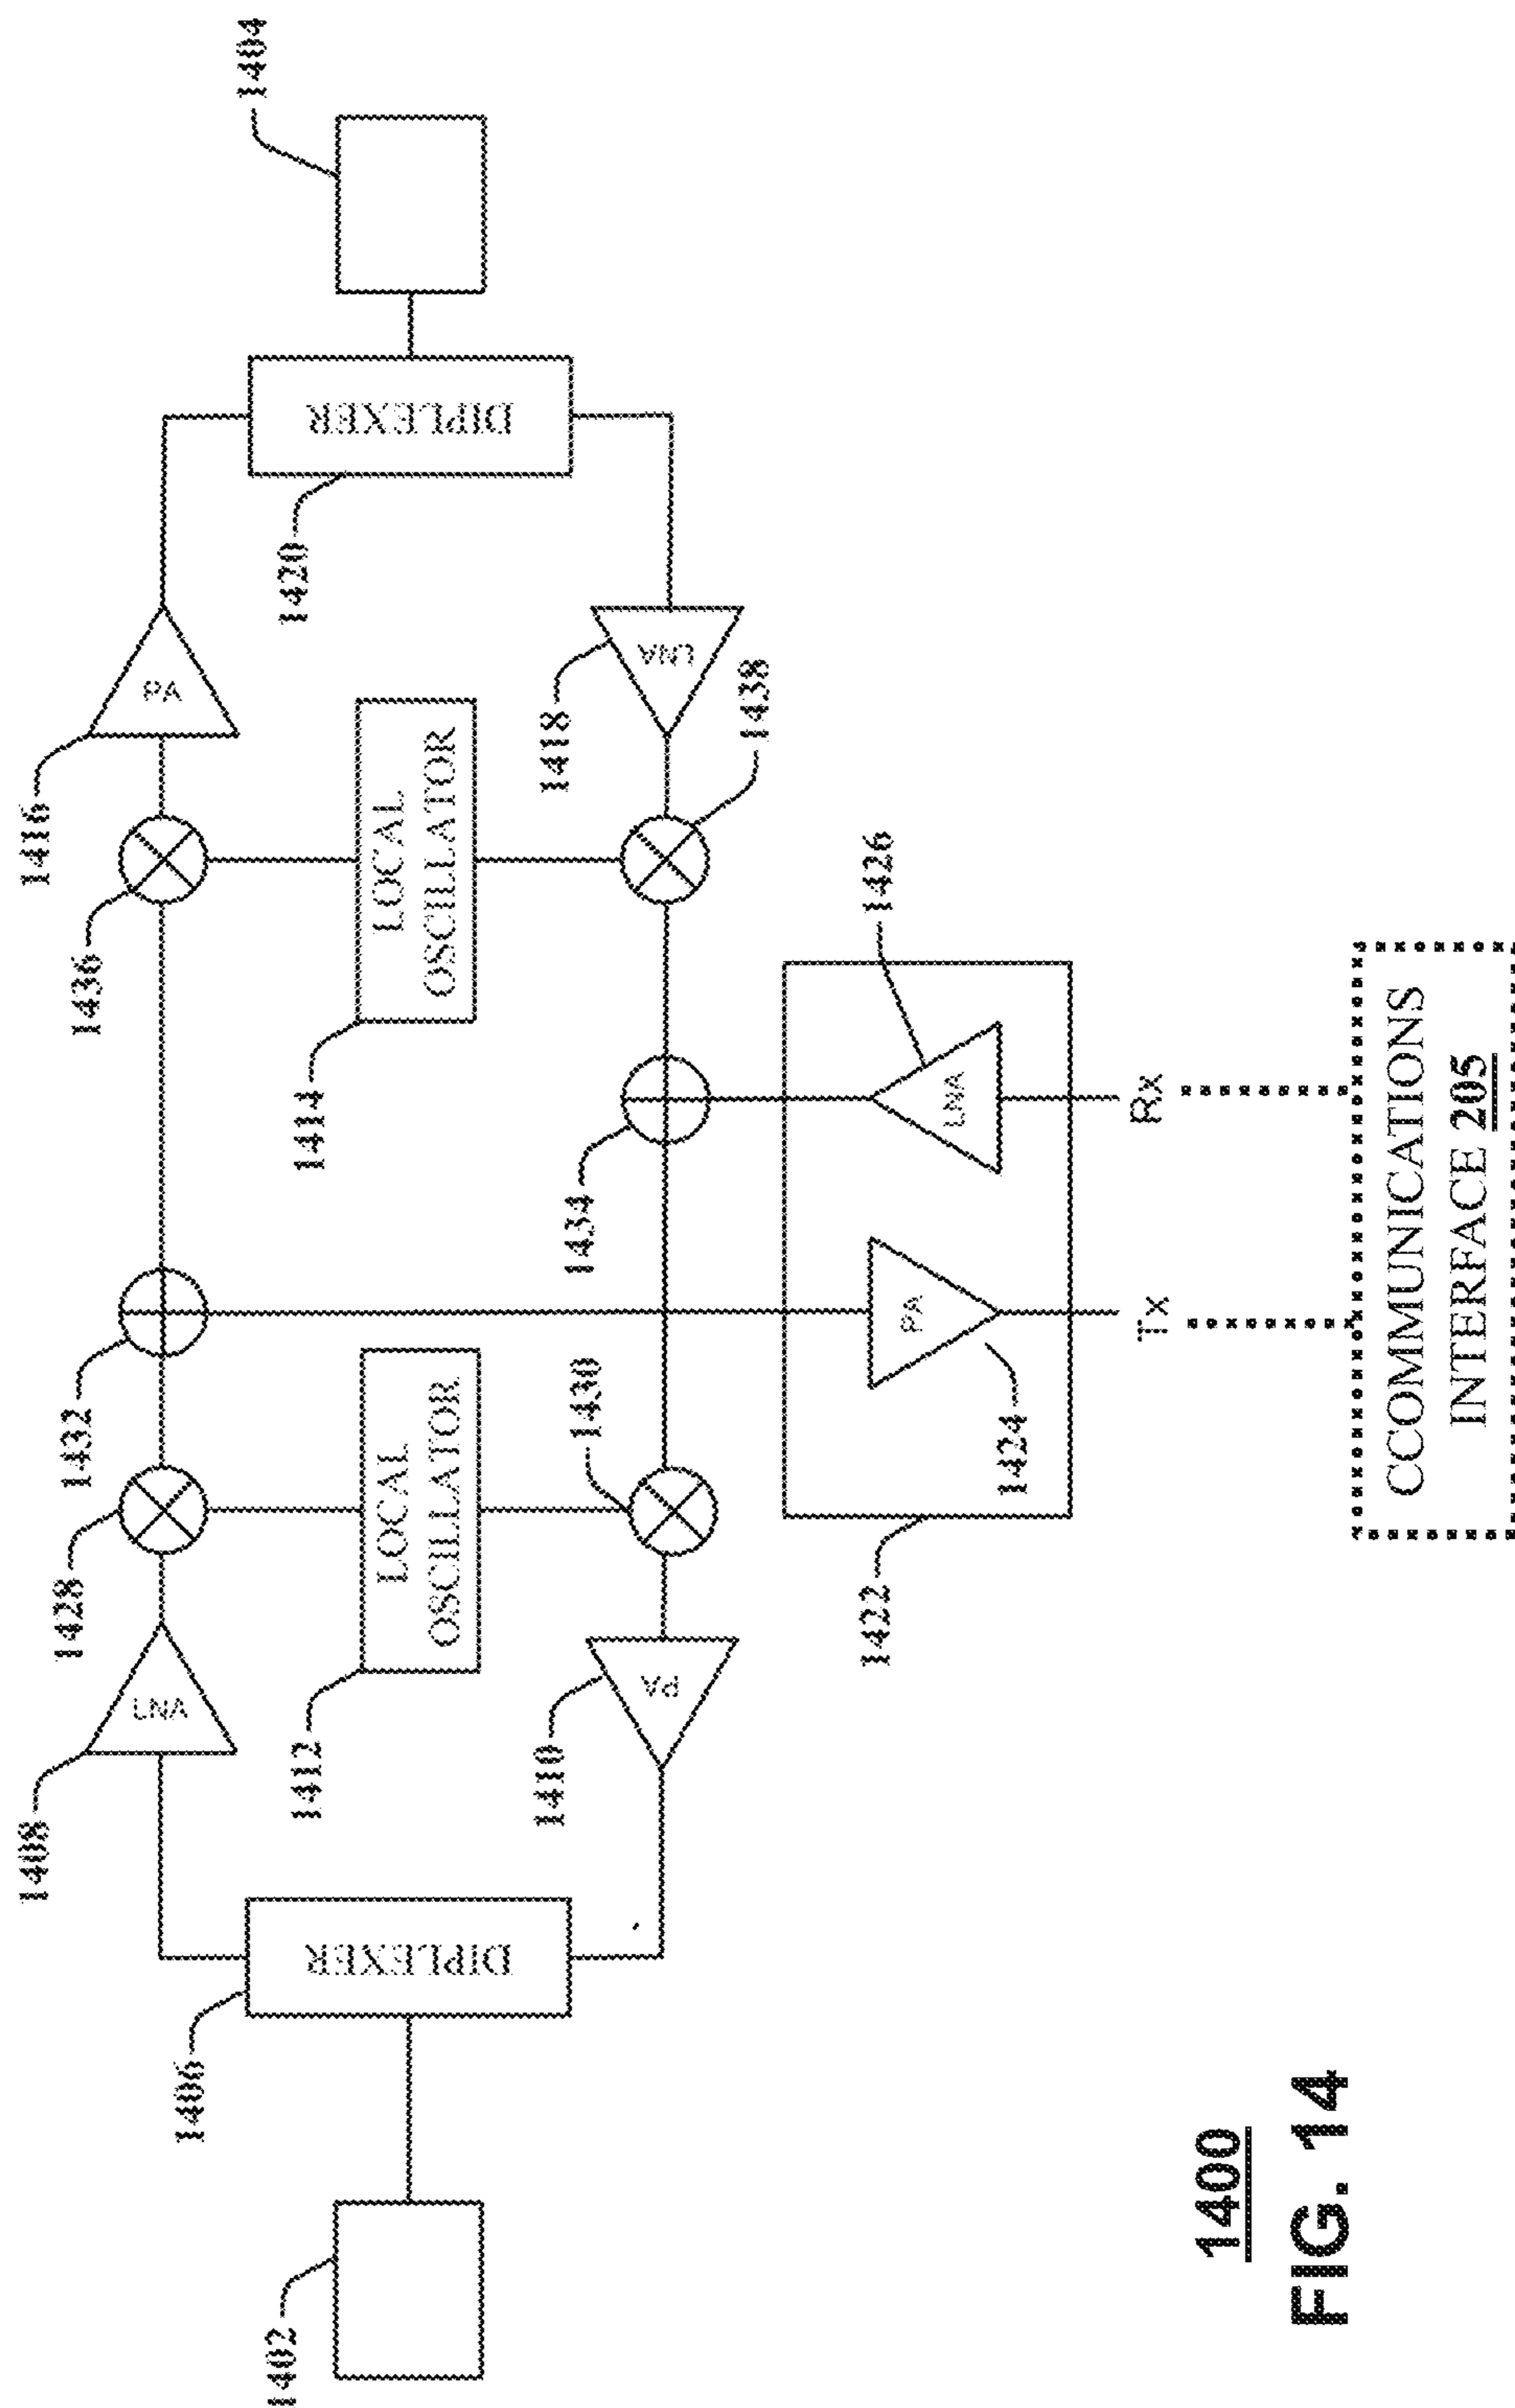 1404
1416
1436
PA
1432
1428
1408
LNA
DIPLEXER
1420
1414
LOCAL
OSCILLATOR
1412
LOCAL
OSCILLATOR
DIPLEXER
1406
1402
1418
LNA
1438
1434
1430
1410
PA
1426
LNA
PA
1424
1422
Rx
Tx
CCOMMUNICATIONS
INTERFACE 205
1400
FIG. 14